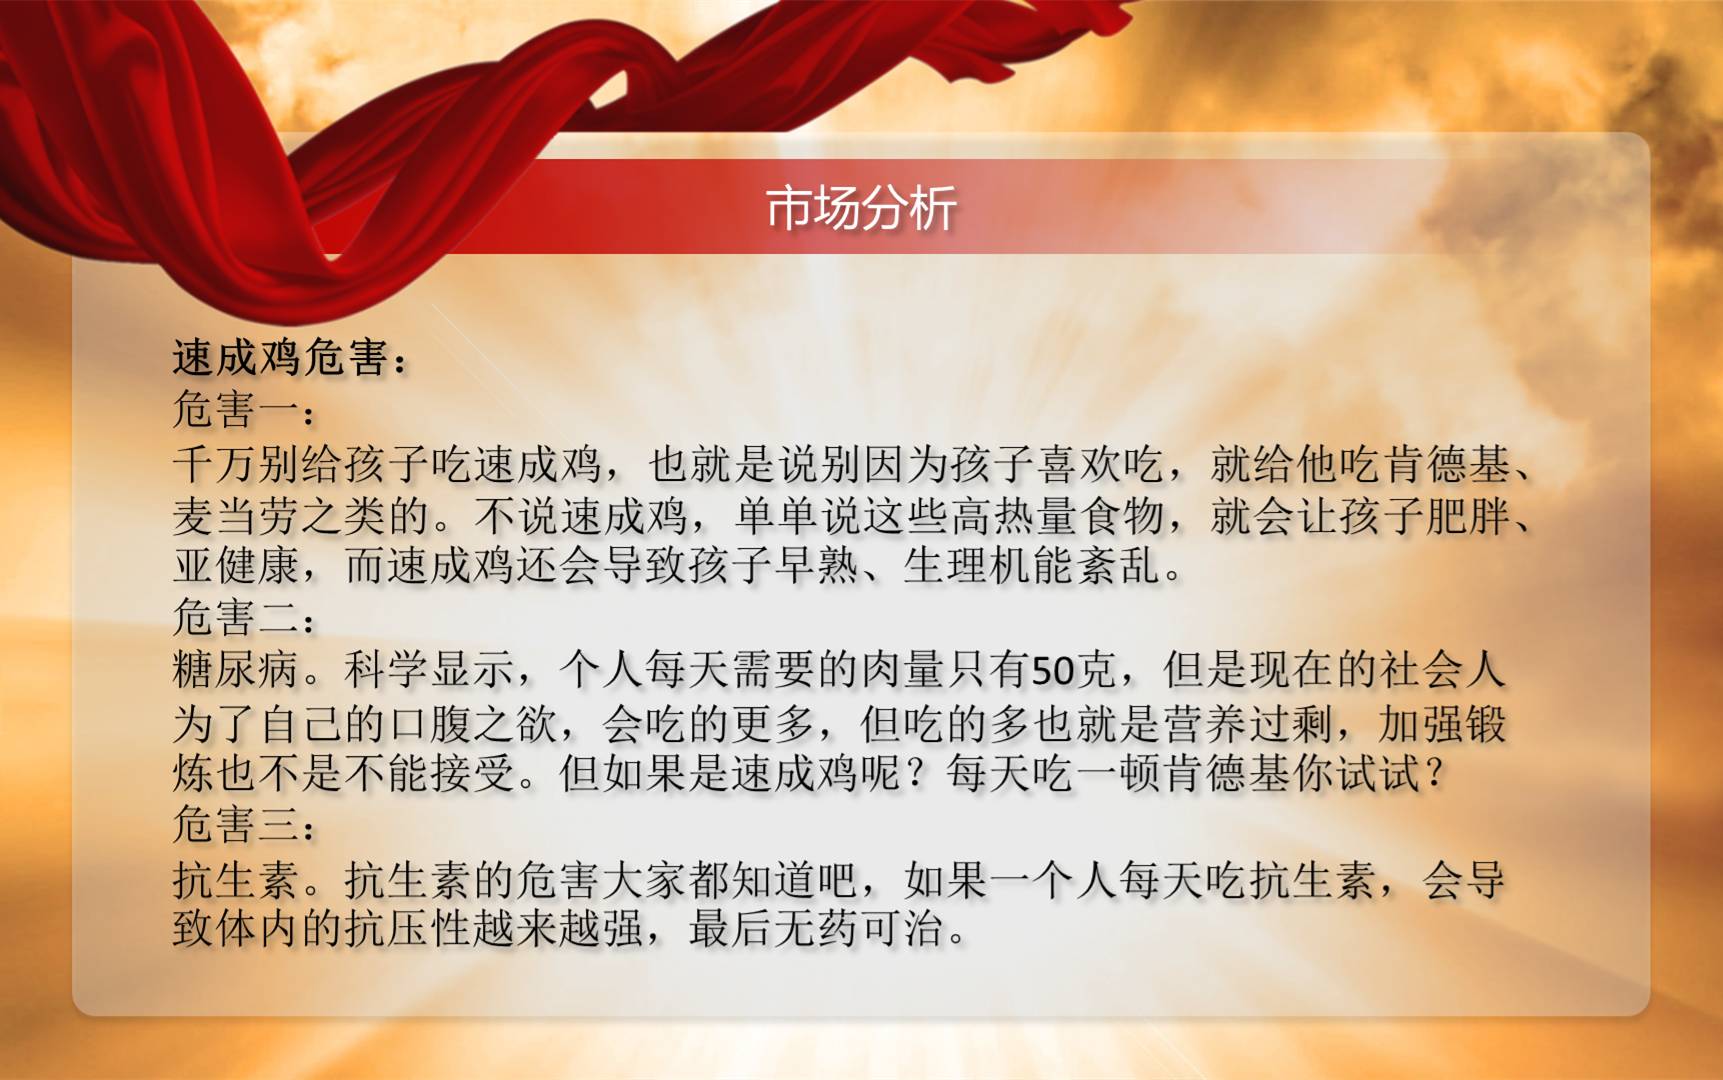 市场分析
速成鸡危害：
危害一：
千万别给孩子吃速成鸡，也就是说别因为孩子喜欢吃，就给他吃肯德基、
麦当劳之类的。不说速成鸡，单单说这些高热量食物，就会让孩子肥胖、
亚健康，而速成鸡还会导致孩子早熟、生理机能紊乱。
危害二：
糖尿病。科学显示，个人每天需要的肉量只有50克，但是现在的社会人
为了自己的口腹之欲，会吃的更多，但吃的多也就是营养过剩，加强锻
炼也不是不能接受。但如果是速成鸡呢？每天吃一顿肯德基你试试？
危害三：
抗生素。抗生素的危害大家都知道吧，如果一个人每天吃抗生素，会导
致体内的抗压性越来越强，最后无药可治。